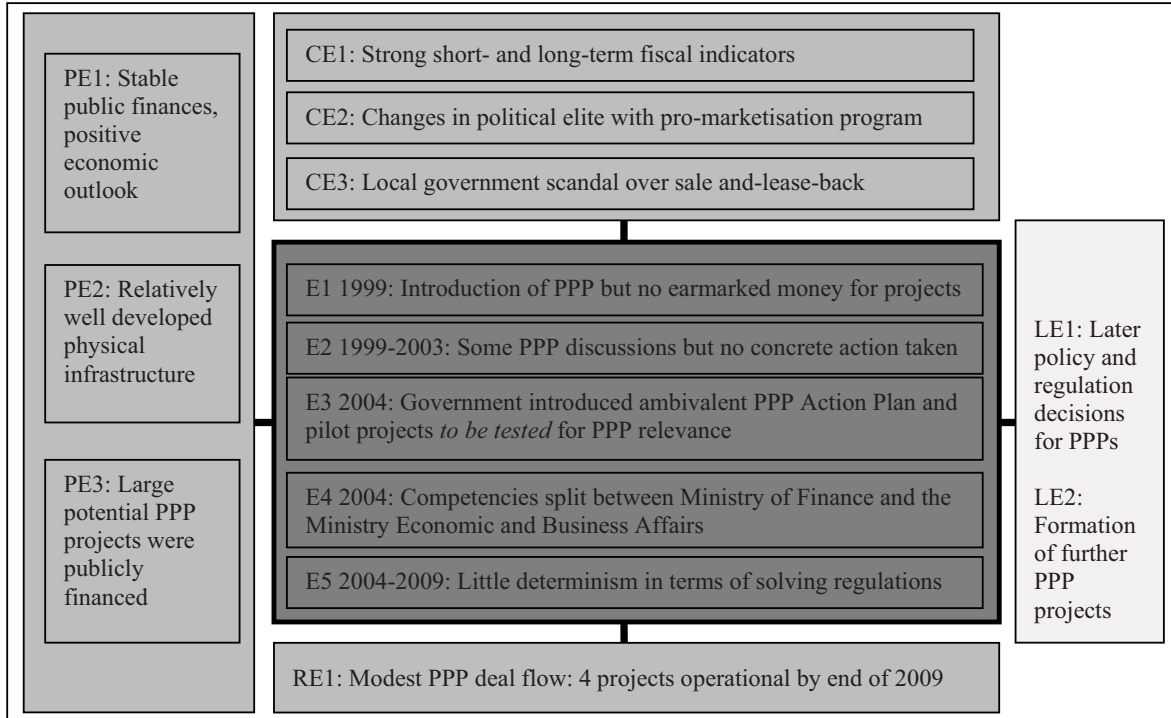 PE1: Stable
public finances,
positive
economic
outlook
PE2: Relatively
well developed
physical
infrastructure
PE3: Large
potential PPP
projects were
publicly
financed
CE1: Strong short- and long-term fiscal indicators
CE2: Changes in political elite with pro-marketisation program
CE3: Local government scandal over sale and-lease-back
E1 1999: Introduction of PPP but no earmarked money for projects
E2 1999-2003: Some PPP discussions but no concrete action taken
E3 2004: Government introduced ambivalent PPP Action Plan and
pilot projects to be tested for PPP relevance
E4 2004: Competencies split between Ministry of Finance and the
Ministry Economic and Business Affairs
E5 2004-2009: Little determinism in terms of solving regulations
RE1: Modest PPP deal flow: 4 projects operational by end of 2009
LE1: Later
policy and
regulation
decisions
for PPPs
LE2:
Formation
of further
PPP
projects